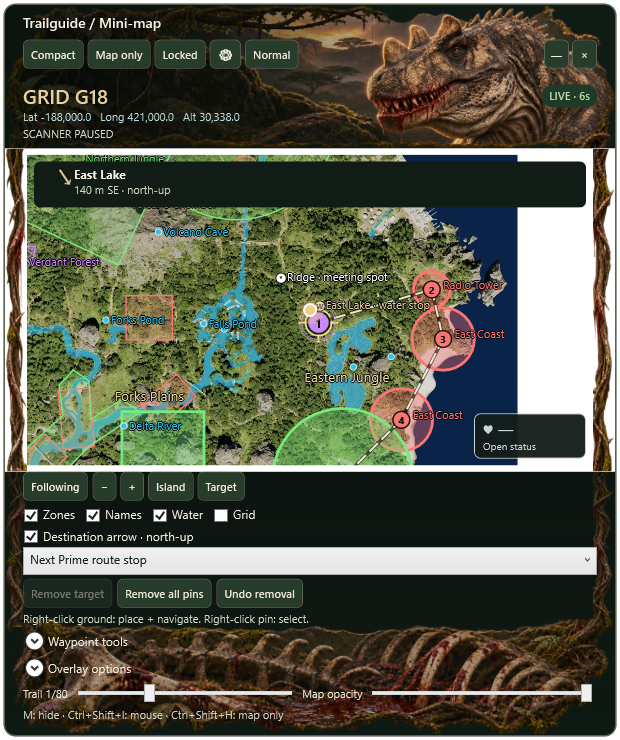 Trailguide / Mini-map
Compact Map only Locked Normal — ×
GRID G18
LIVE · 6s
Lat -188,000.0 Long 421,000.0 Alt 30,338.0
SCANNER PAUSED
Northern Jungle
East Lake
140 m SE · north-up
Volcano Cave
Verdant Forest
Ridge · meeting spot
2 Radio Tower
East Lake · water stop
Forks Pond
Falls Pond
1
3 East Coast
Eastern Jungle
Forks Plains
4 East Coast
Delta River
♥ —
Open status
Following − + Island Target
Zones Names Water Grid
Destination arrow · north-up
Next Prime route stop
Remove target Remove all pins Undo removal
Right-click ground: place + navigate. Right-click pin: select.
Waypoint tools
Overlay options
Trail 1/80 Map opacity
M: hide · Ctrl+Shift+I: mouse · Ctrl+Shift+H: map only